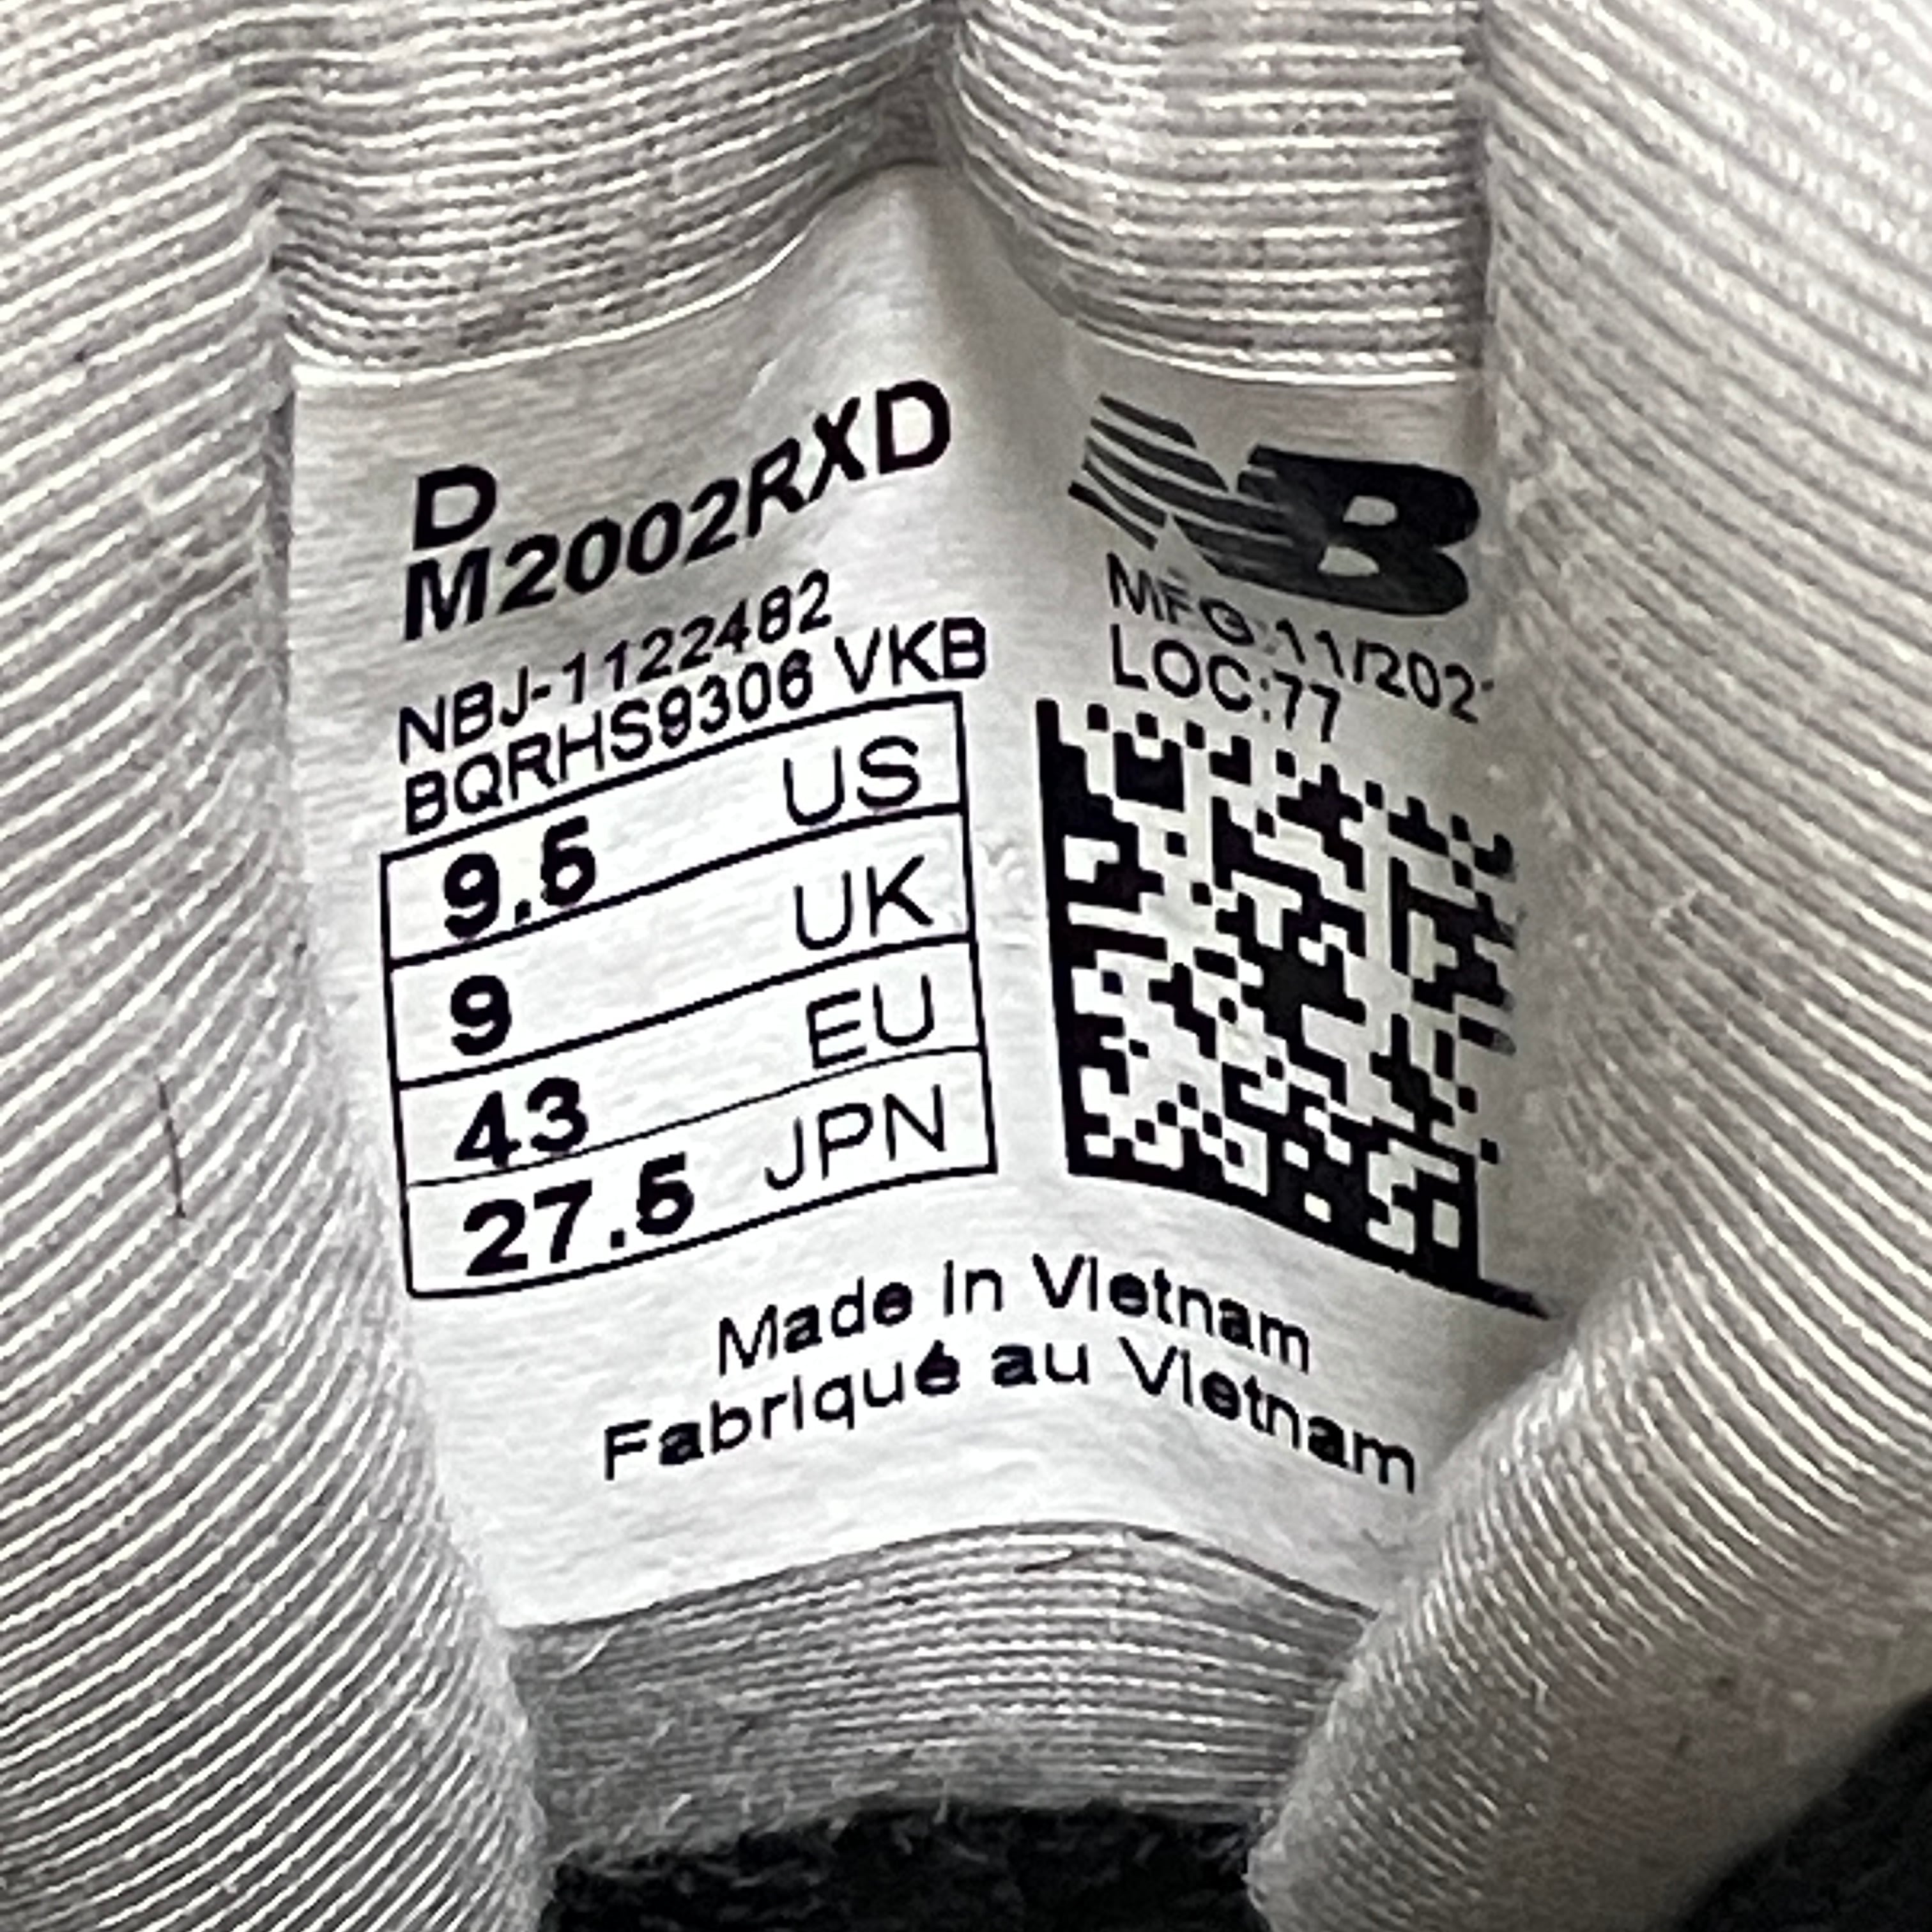 D
M2002RXD
NBJ-1122482
BQRHS9306 VKB
9.5 US
9 UK
43 EU
27.5 JPN
NB
LOC:77
Made in Vietnam
Fabriqué au Vietnam